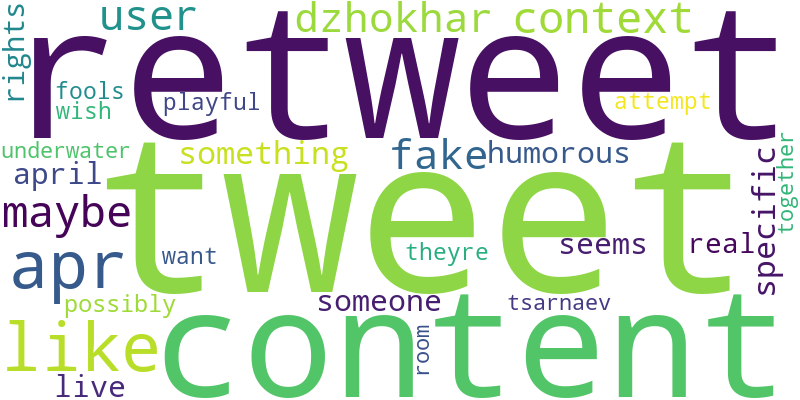 rights
user
dzhokhar context
retweet
fools
wish
playful
attempt
underwater
something
fake
humorous
april
tweet
maybe
specific
together
apr
want
theyre
seems
real
possibly
someone
tsarnaev
like
content
room
live